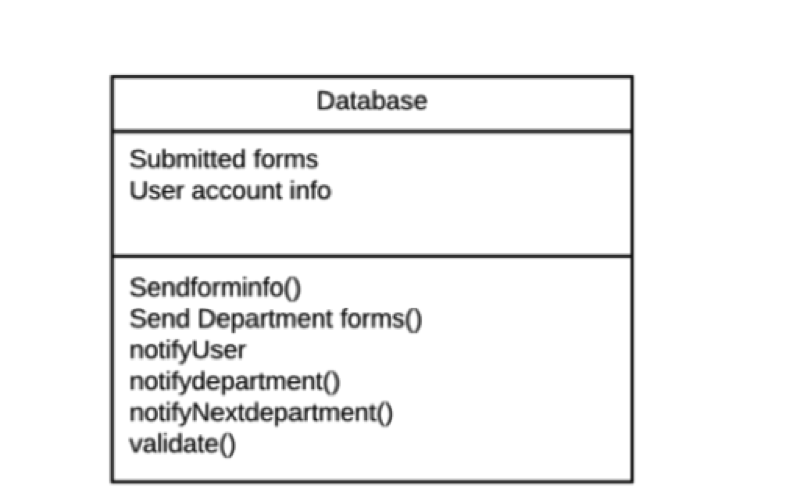 Database
Submitted forms
User account info
Sendforminfo()
Send Department forms()
notifyUser
notifydepartment()
notifyNextdepartment()
validate()